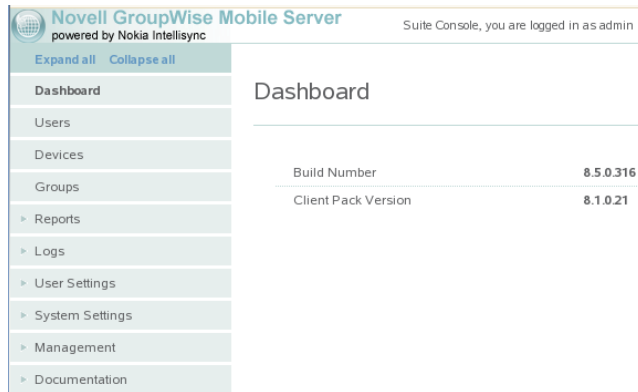 Novell GroupWise Mobile Server
powered by Nokia Intellisync
Suite Console, you are logged in as admin
Expand all Collapse all
Dashboard
Users
Devices
Groups
Reports
Logs
User Settings
System Settings
Management
Documentation
Dashboard
Build Number 8.5.0.316
Client Pack Version 8.1.0.21